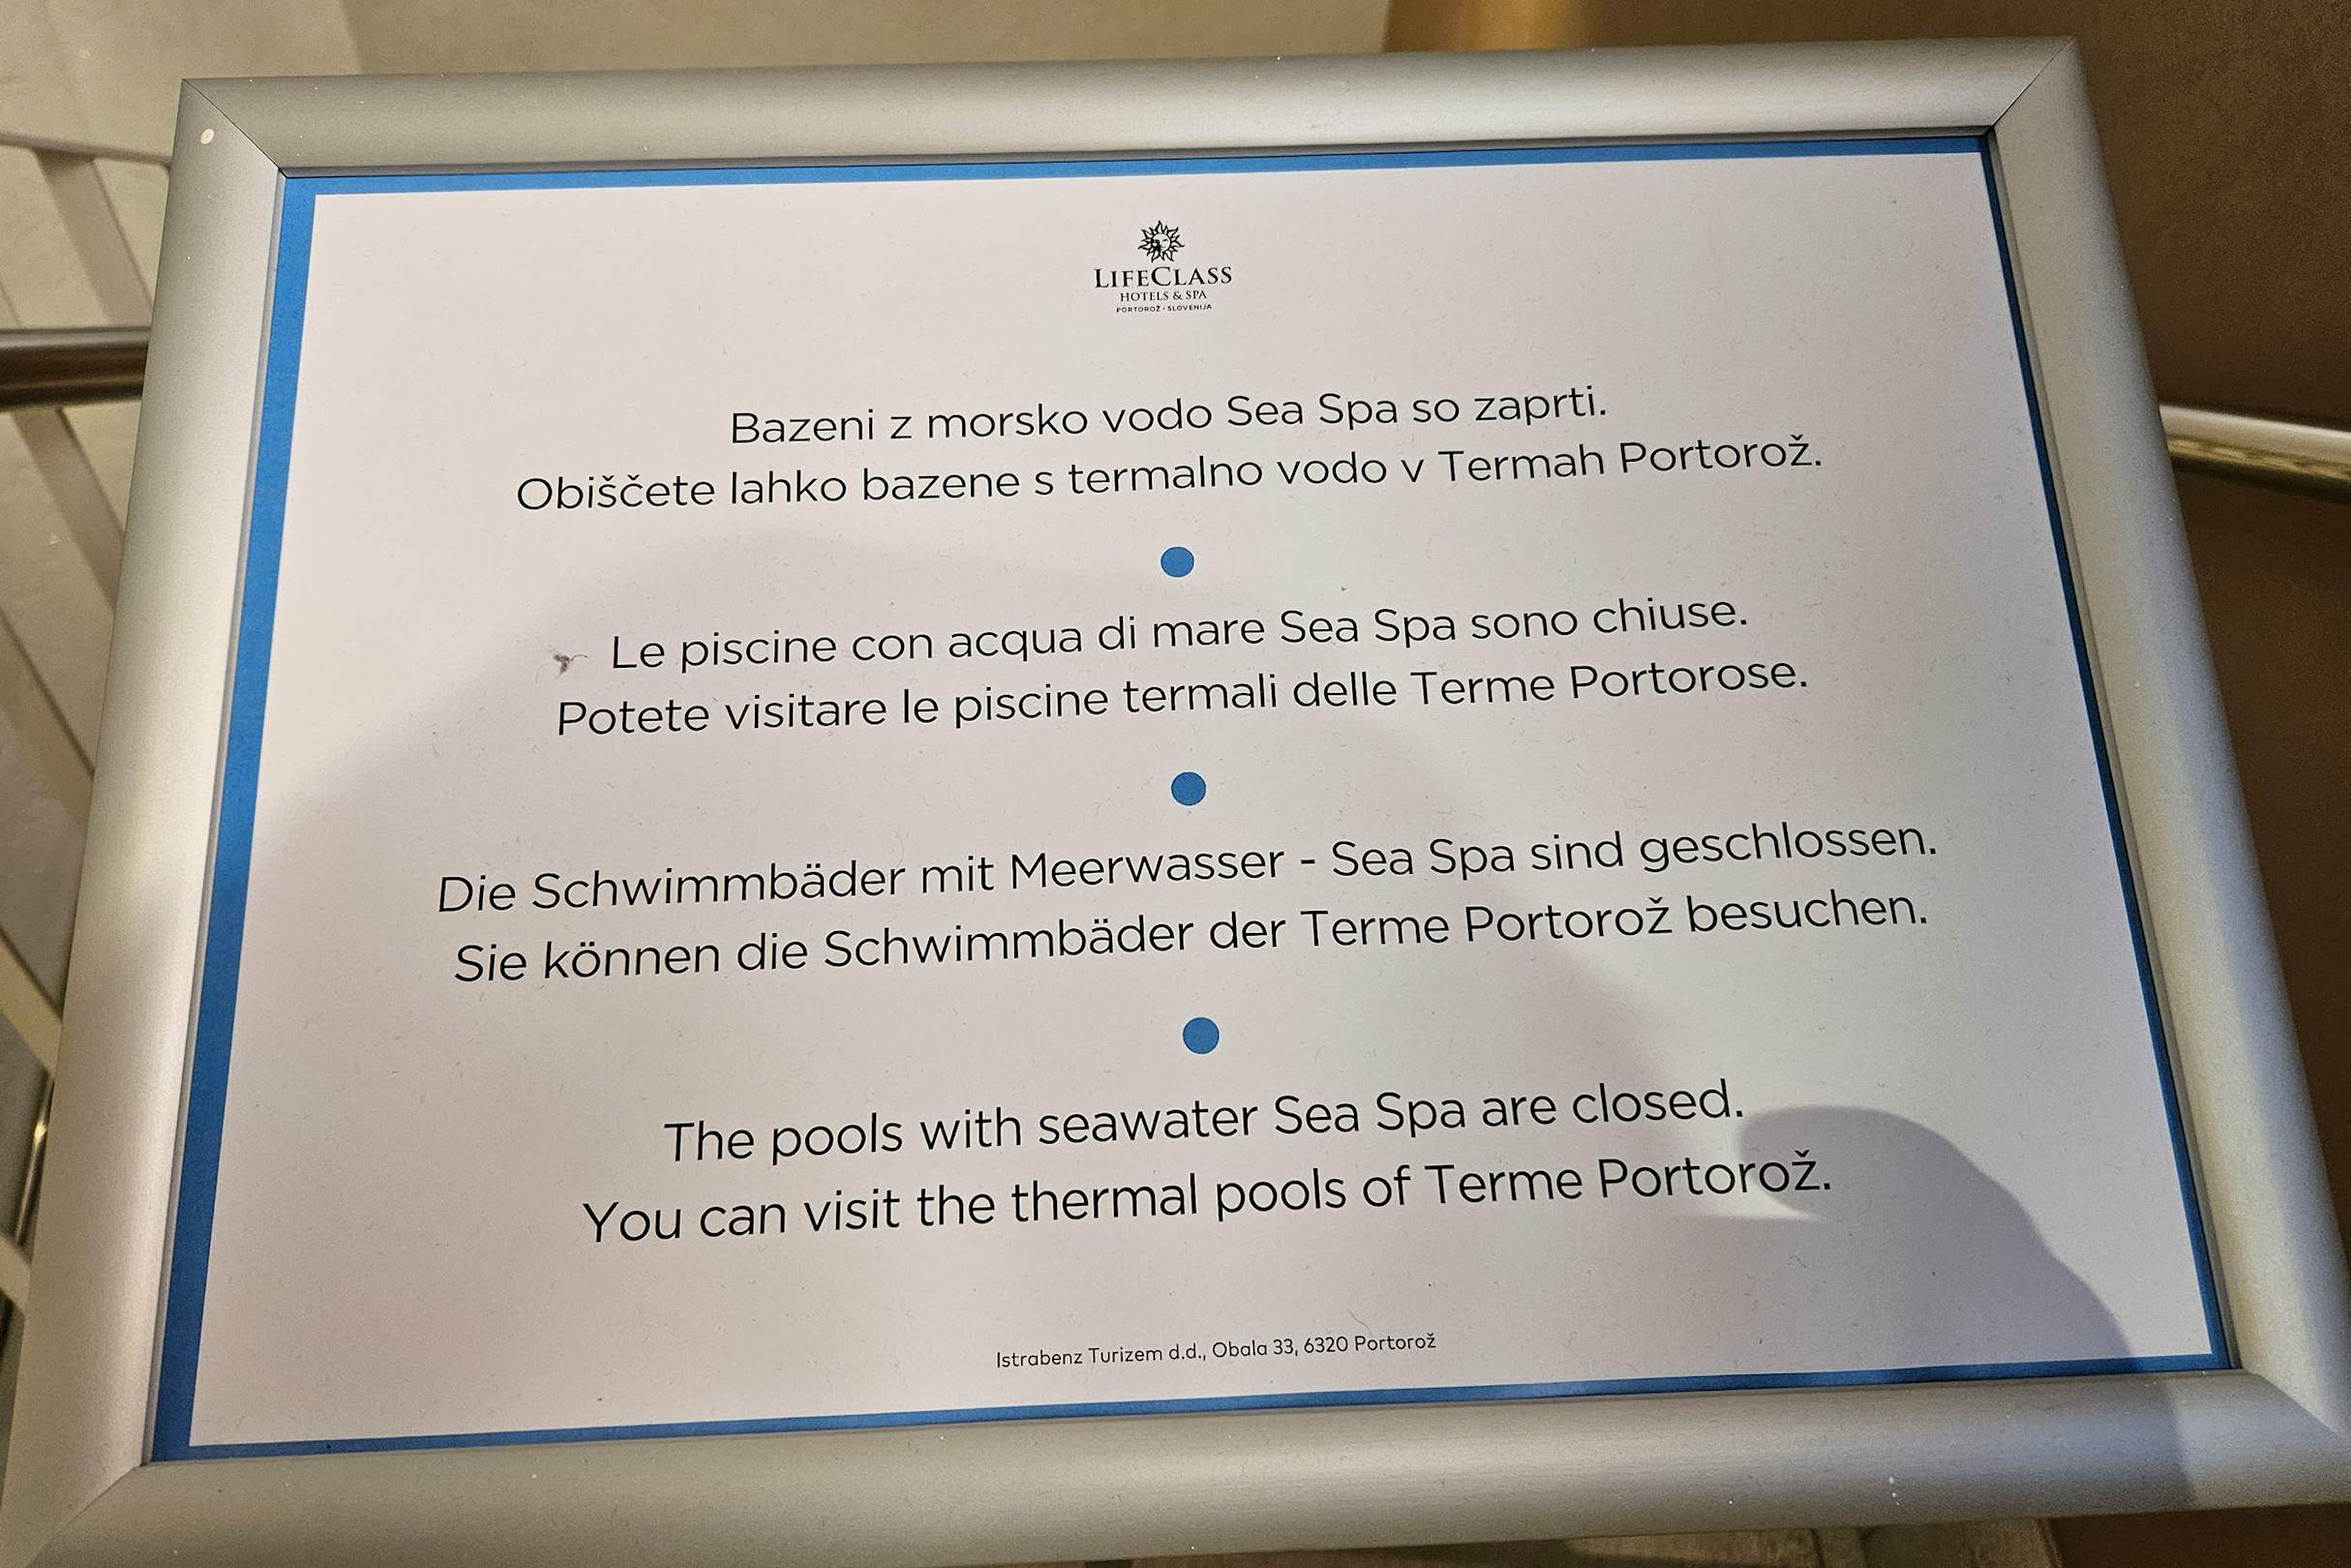 LIFECLASS
HOTELS & SPA
PORTOROŽ - SLOVENIJA
Bazeni z morsko vodo Sea Spa so zaprti.
Obiščete lahko bazene s termalno vodo v Termah Portorož.
Le piscine con acqua di mare Sea Spa sono chiuse.
Potete visitare le piscine termali delle Terme Portorose.
Die Schwimmbäder mit Meerwasser - Sea Spa sind geschlossen.
Sie können die Schwimmbäder der Terme Portorož besuchen.
The pools with seawater Sea Spa are closed.
You can visit the thermal pools of Terme Portorož.
Istrabenz Turizem d.d., Obala 33, 6320 Portorož